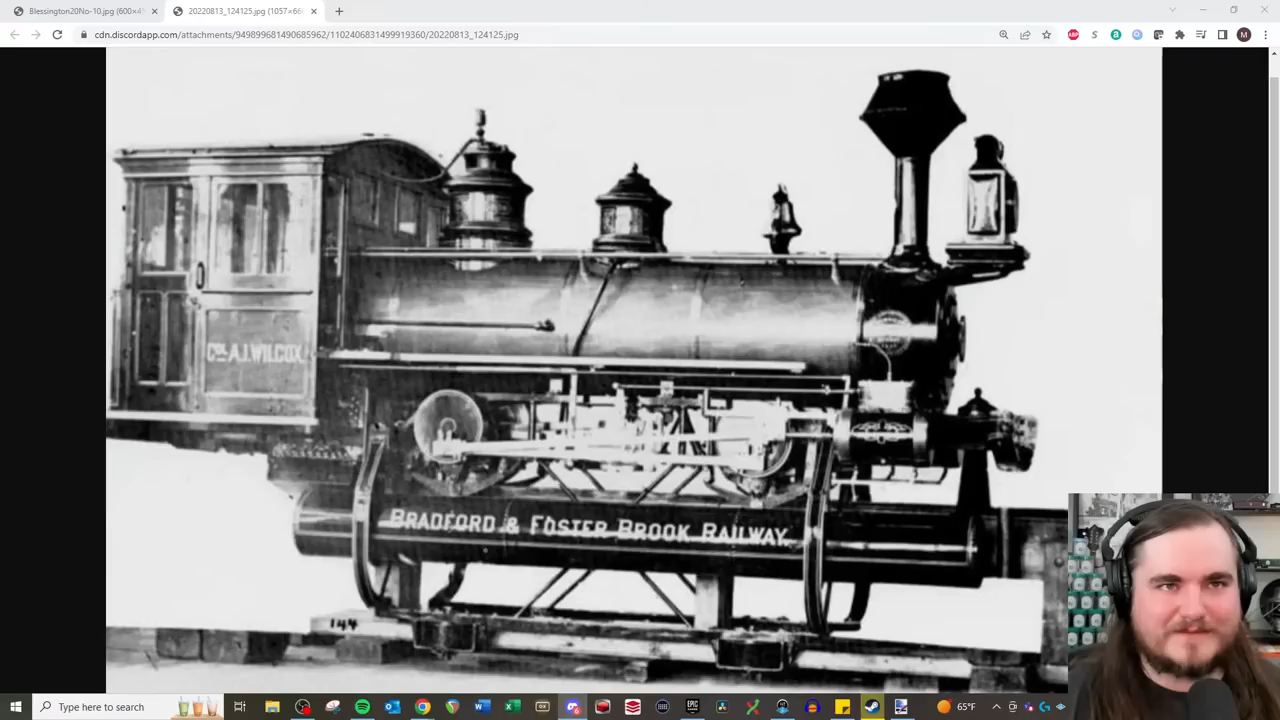 Blessington20No-10.jpg (600×4
20220813_124125.jpg (1057×66
cdn.discordapp.com/attachments/949899681490685962/1102406831499919360/20220813_124125.jpg
COL. A.I. WILCOX.
BRADFORD & FOSTER BROOK RAILWAY.
144
Type here to search
65°F